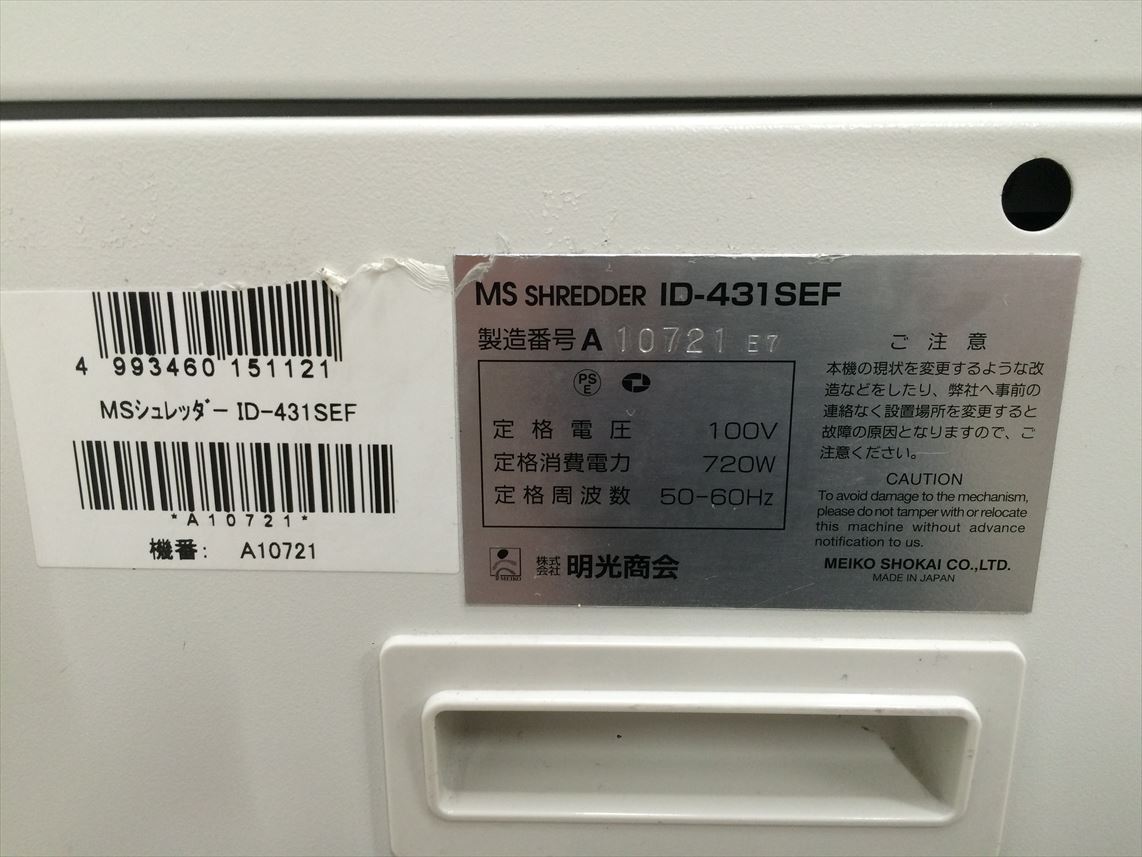 4 993460 151121
MSシュレッダー ID-431SEF
*A10721*
機番: A10721
MS SHREDDER ID-431SEF
製造番号 A 10721 E7
PS
E
定格電圧 100V
定格消費電力 720W
定格周波数 50-60Hz
MEIKO
株式
会社 明光商会
ご注意
本機の現状を変更するような改
造などをしたり、弊社へ事前の
連絡なく設置場所を変更すると
故障の原因となりますので、ご
注意ください。
CAUTION
To avoid damage to the mechanism,
please do not tamper with or relocate
this machine without advance
notification to us.
MEIKO SHOKAI CO.,LTD.
MADE IN JAPAN